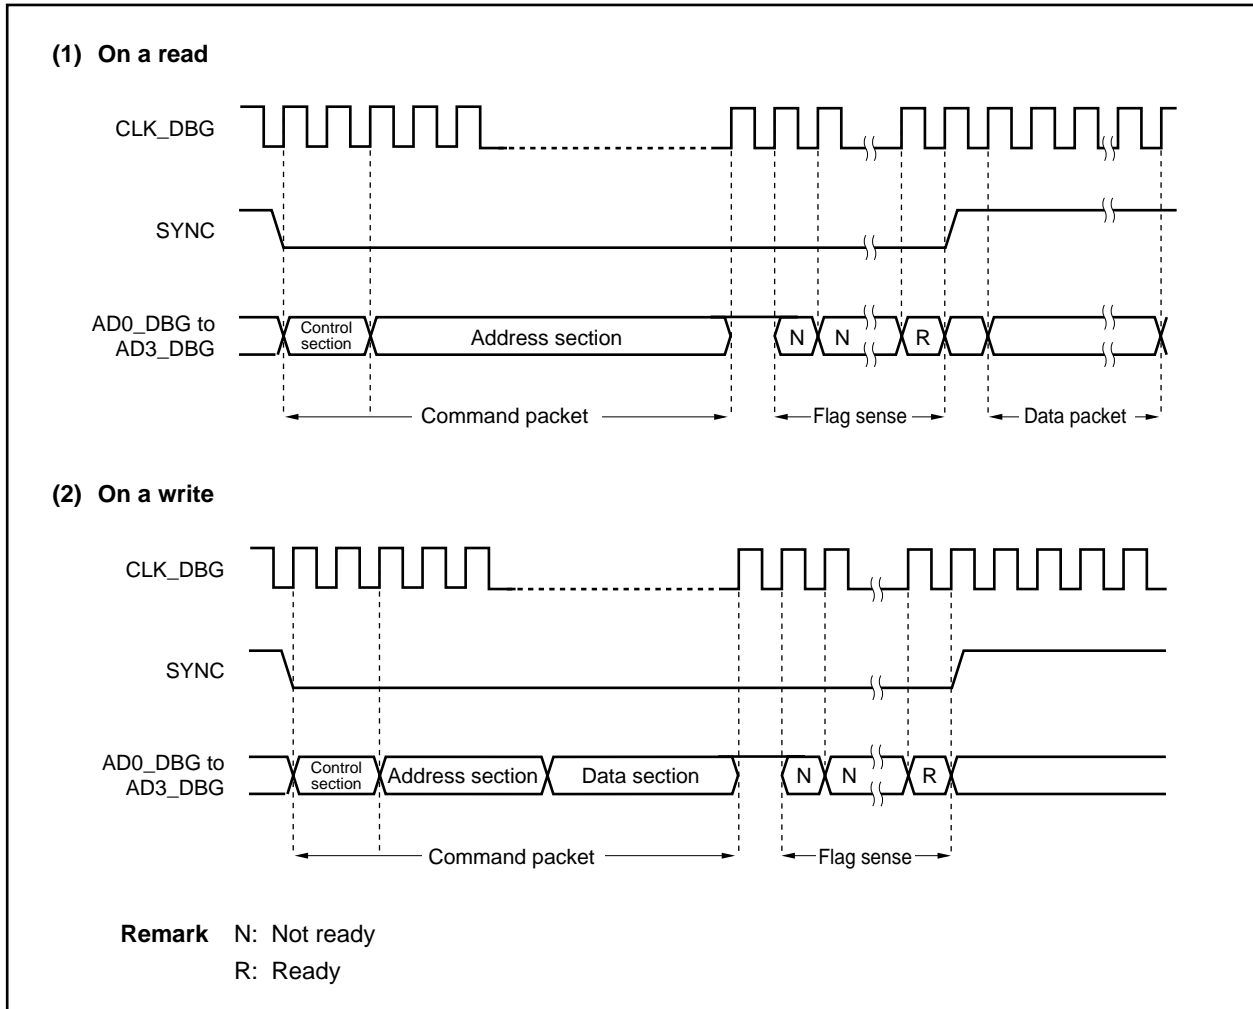 (1) On a read
CLK_DBG
SYNC
AD0_DBG to
AD3_DBG
Control
section
Address section
N N R
Command packet
Flag sense
Data packet
(2) On a write
CLK_DBG
SYNC
AD0_DBG to
AD3_DBG
Control
section
Address section
Data section
N N R
Command packet
Flag sense
Remark N: Not ready
R: Ready